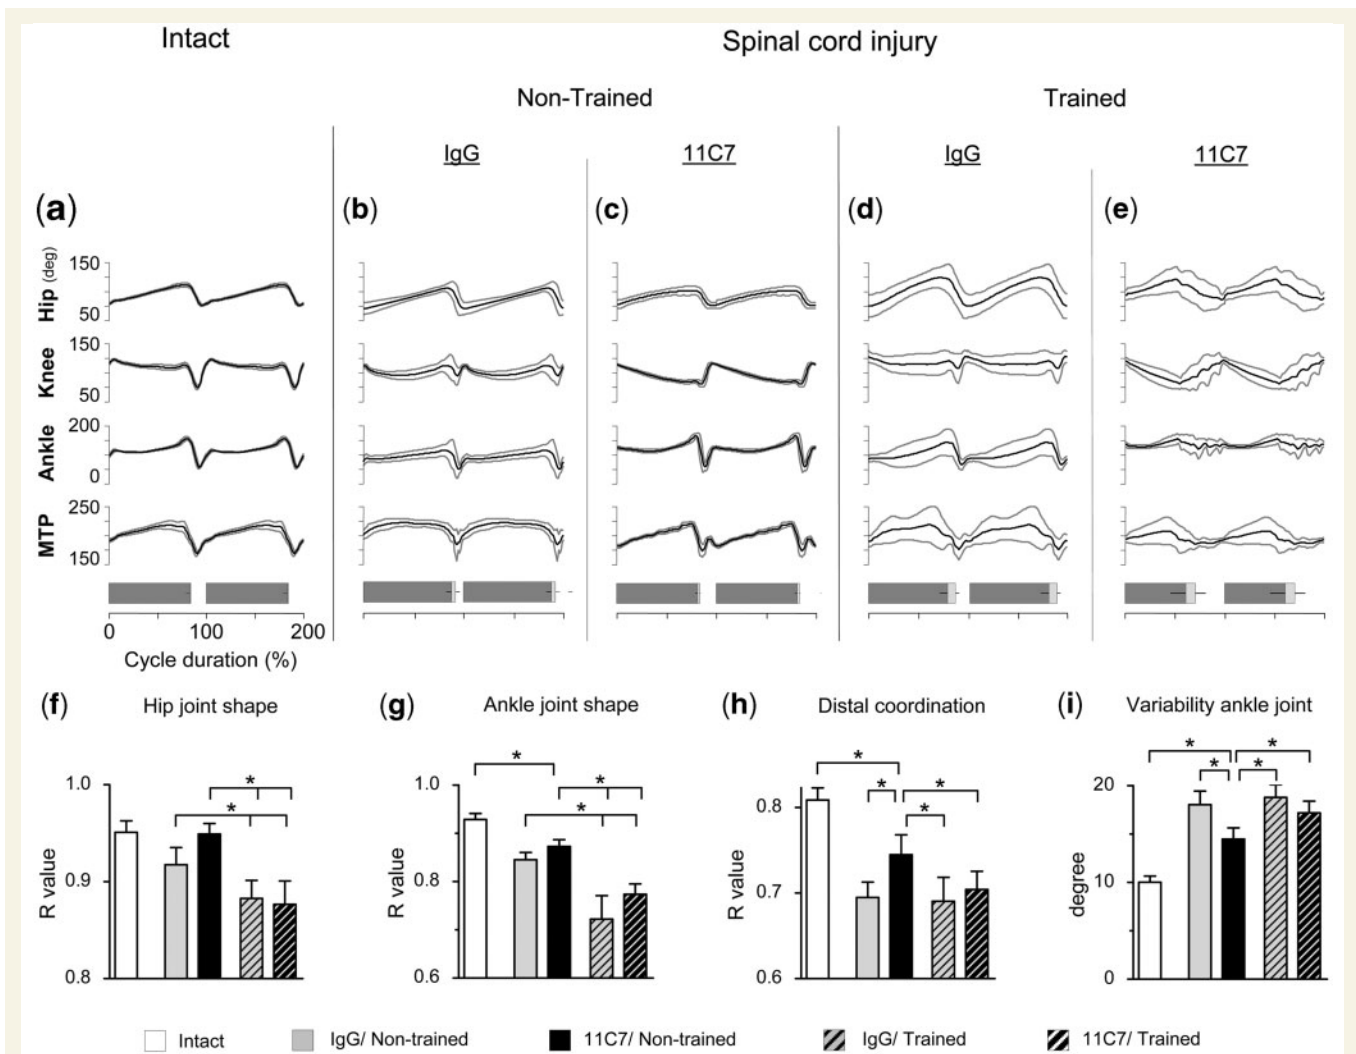 Intact
Spinal cord injury
Non-Trained
Trained
IgG
11C7
IgG
11C7
(a)
(b)
(c)
(d)
(e)
Hip (deg)
150
50
Knee
150
50
Ankle
200
0
MTP
250
150
0 100 200
Cycle duration (%)
(f) Hip joint shape
R value
1.0
0.9
0.8
* *
(g) Ankle joint shape
R value
1.0
0.8
0.6
* * *
(h) Distal coordination
R value
0.8
0.7
0.6
* * * *
(i) Variability ankle joint
degree
20
10
0
* * * *
Intact
IgG/ Non-trained
11C7/ Non-trained
IgG/ Trained
11C7/ Trained